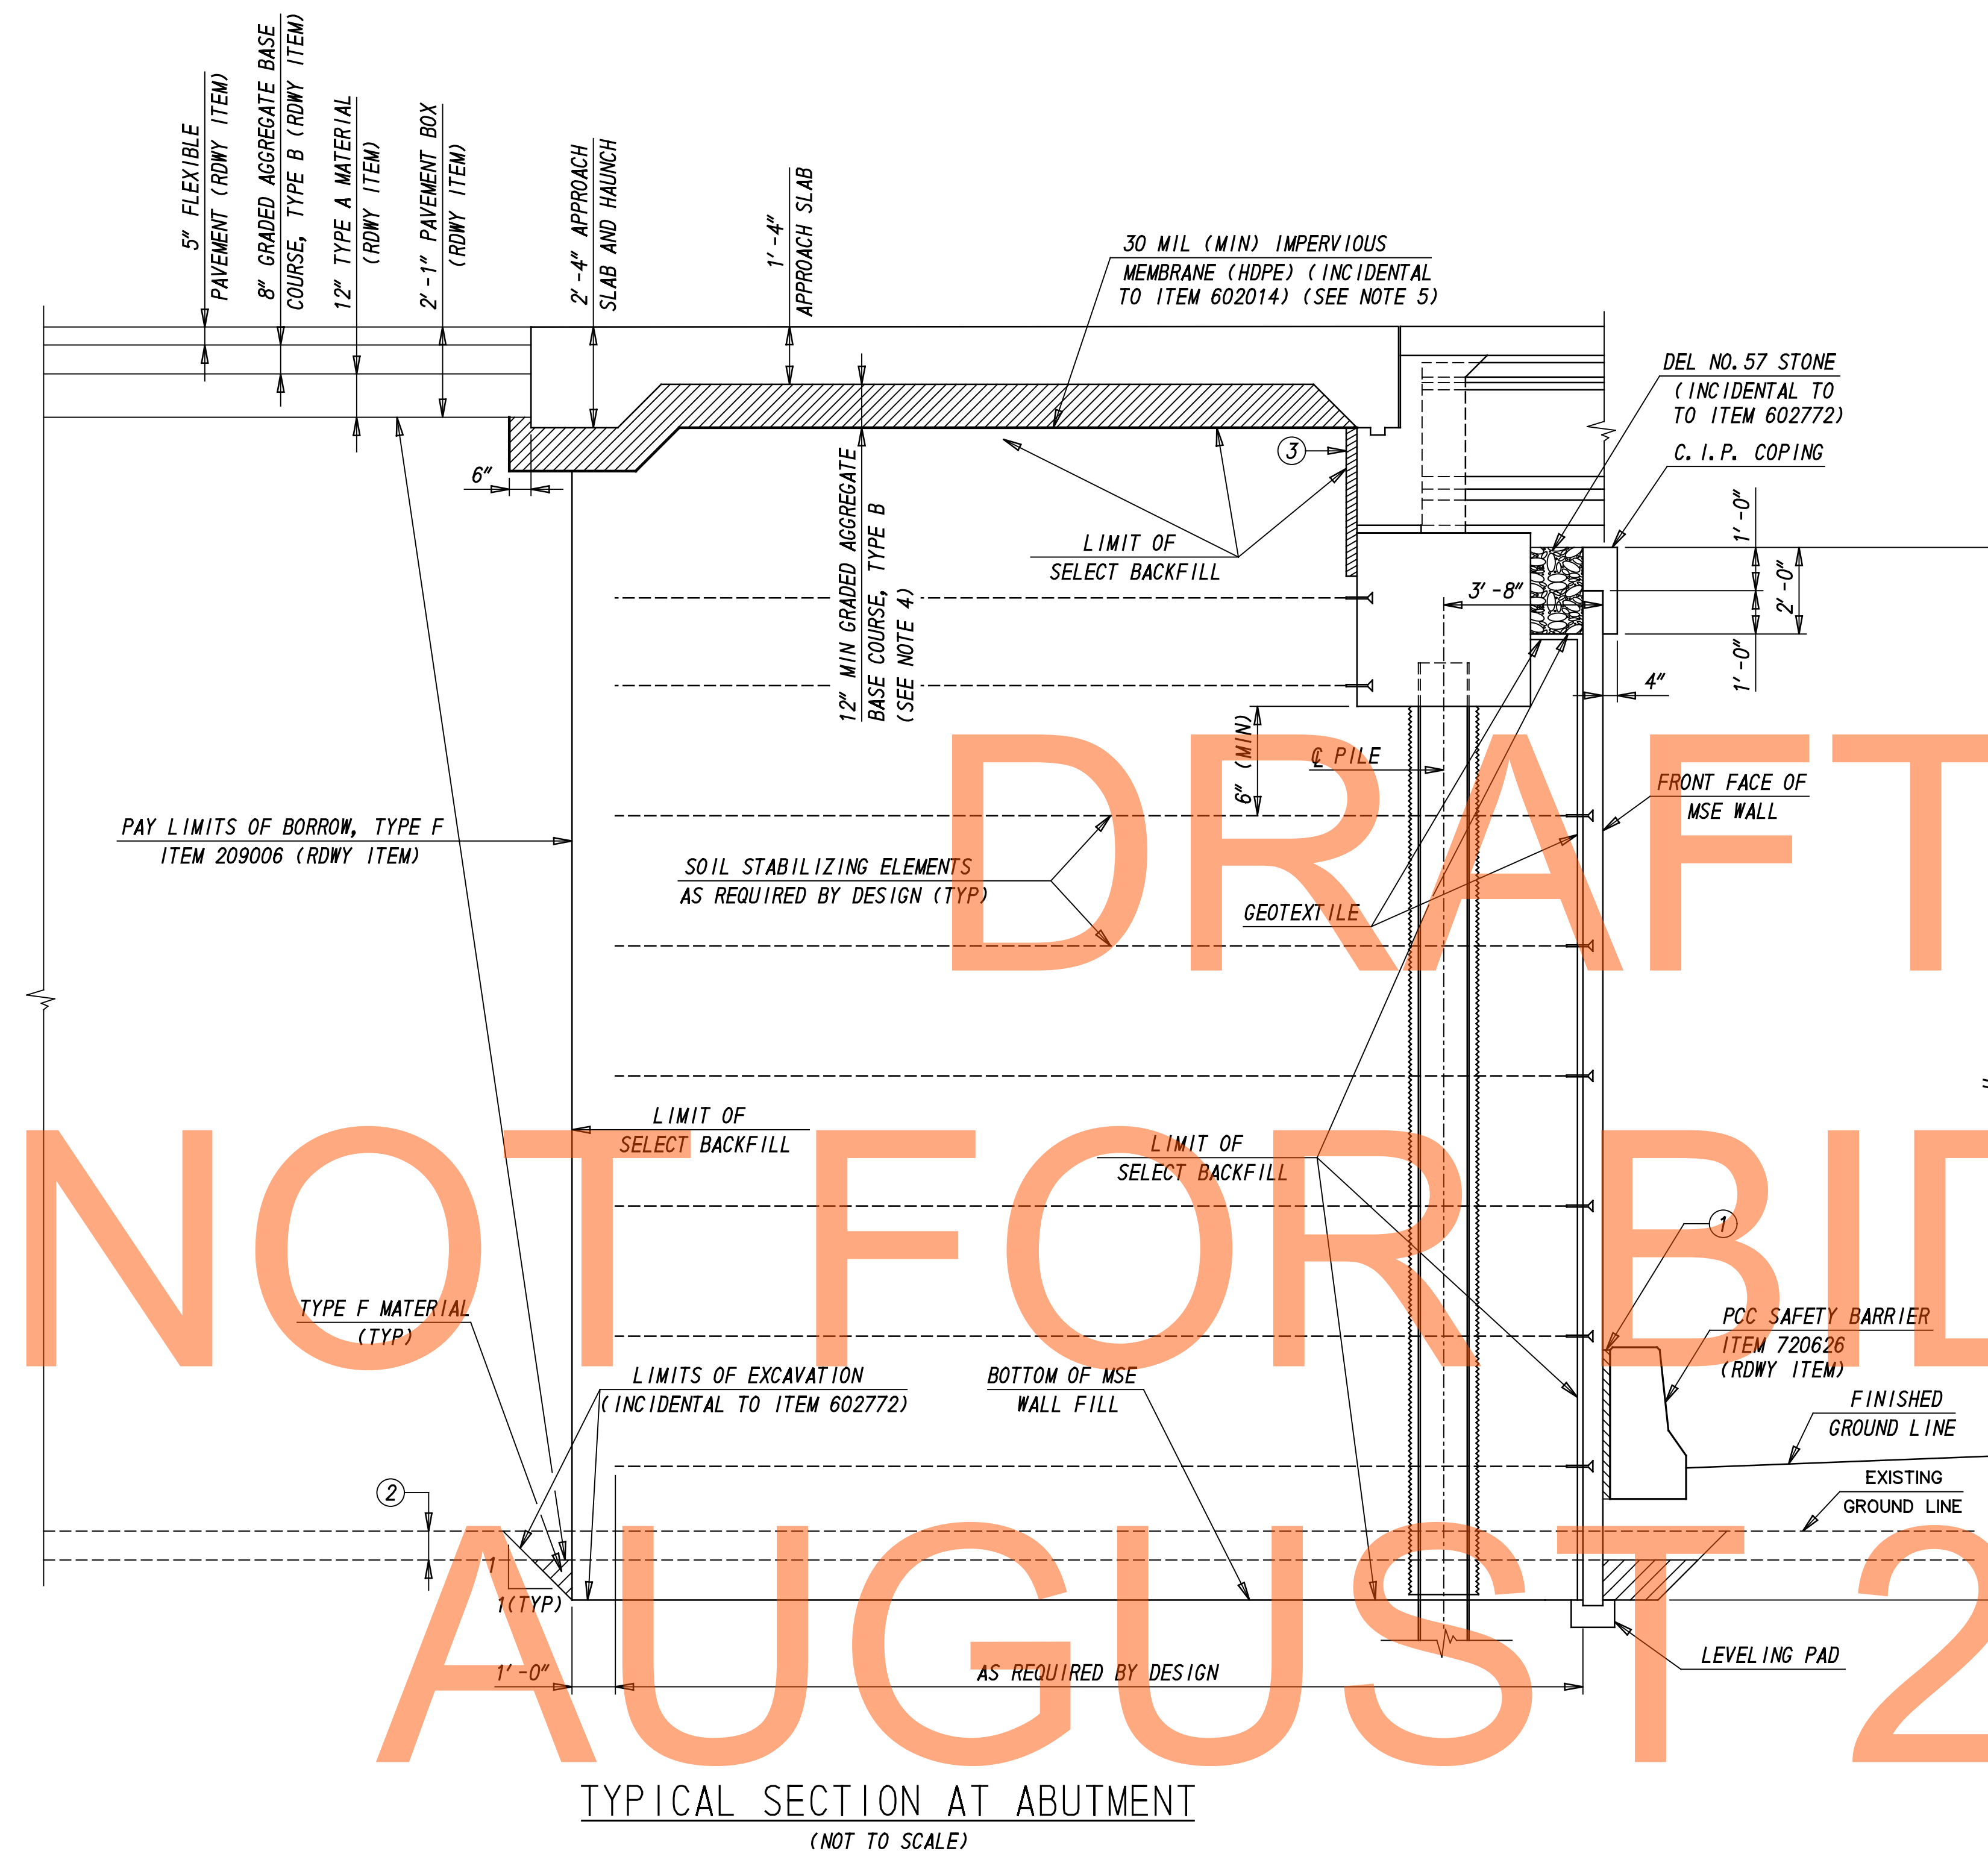 5" FLEXIBLE
PAVEMENT (RDWY ITEM)
8" GRADED AGGREGATE BASE
COURSE, TYPE B (RDWY ITEM)
12" TYPE A MATERIAL
(RDWY ITEM)
2'-1" PAVEMENT BOX
(RDWY ITEM)
2'-4" APPROACH
SLAB AND HAUNCH
1'-4"
APPROACH SLAB
30 MIL (MIN) IMPERVIOUS
MEMBRANE (HDPE) (INCIDENTAL
TO ITEM 602014) (SEE NOTE 5)
DEL NO. 57 STONE
(INCIDENTAL TO
TO ITEM 602772)
C.I.P. COPING
3
6"
12" MIN GRADED AGGREGATE
BASE COURSE, TYPE B
(SEE NOTE 4)
LIMIT OF
SELECT BACKFILL
3'-8"
1'-0"
2'-0"
1'-0"
4"
6" (MIN)
℄ PILE
FRONT FACE OF
MSE WALL
PAY LIMITS OF BORROW, TYPE F
ITEM 209006 (RDWY ITEM)
SOIL STABILIZING ELEMENTS
AS REQUIRED BY DESIGN (TYP)
GEOTEXTILE
DRAFT
LIMIT OF
SELECT BACKFILL
LIMIT OF
SELECT BACKFILL
1
NOT FOR BID
TYPE F MATERIAL
(TYP)
LIMITS OF EXCAVATION
(INCIDENTAL TO ITEM 602772)
BOTTOM OF MSE
WALL FILL
PCC SAFETY BARRIER
ITEM 720626
(RDWY ITEM)
FINISHED
GROUND LINE
EXISTING
GROUND LINE
2
1
1(TYP)
AUGUST 2
1'-0"
AS REQUIRED BY DESIGN
LEVELING PAD
TYPICAL SECTION AT ABUTMENT
(NOT TO SCALE)